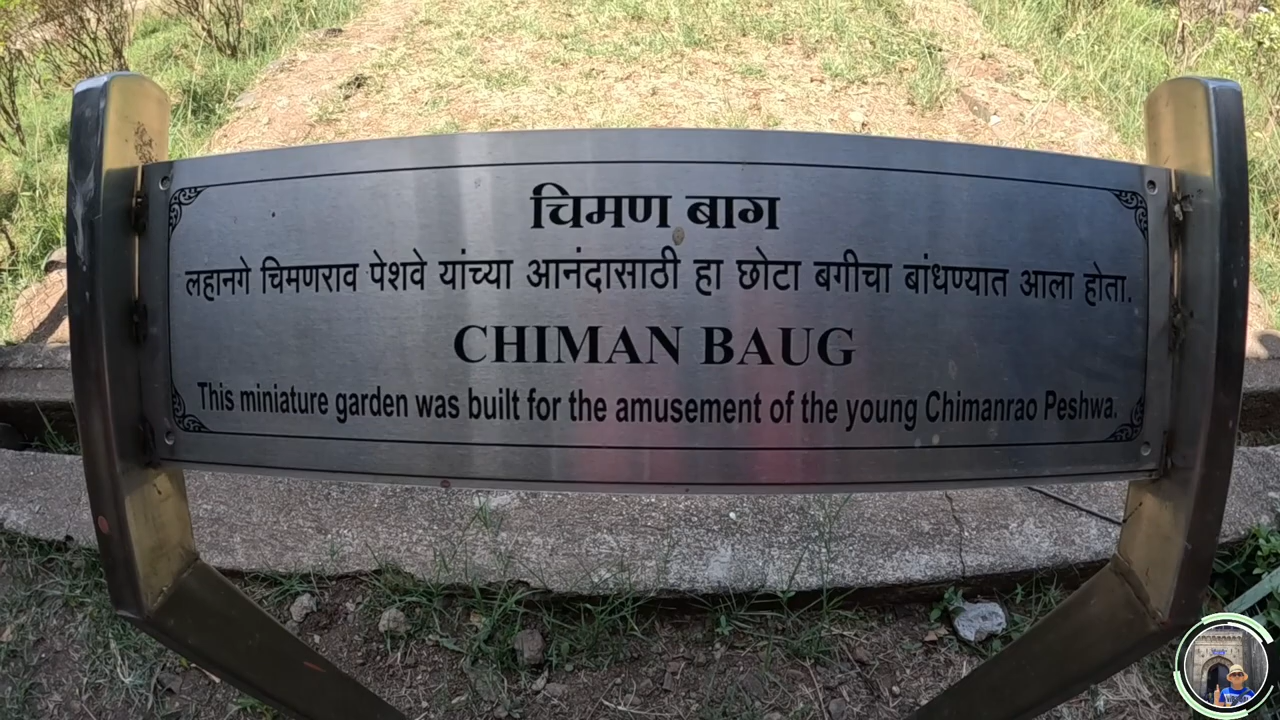 चिमण बाग
लहानगे चिमणराव पेशवे यांच्या आनंदासाठी हा छोटा बगीचा बांधण्यात आला होता.
CHIMAN BAUG
This miniature garden was built for the amusement of the young Chimanrao Peshwa.